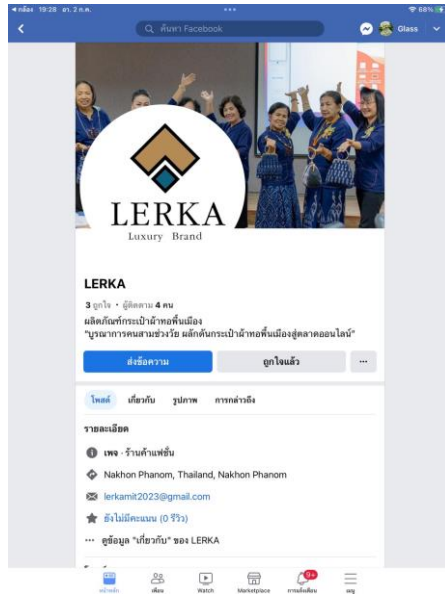 ◀ กล้อง 19:28 อา. 2 ก.ค.
98%
ค้นหา Facebook
Glass
LERKA
Luxury Brand
LERKA
3 ถูกใจ • ผู้ติดตาม 4 คน
ผลิตภัณฑ์กระเป๋าผ้าทอพื้นเมือง
"บูรณาการคนสามช่วงวัย ผลักดันกระเป๋าผ้าทอพื้นเมืองสู่ตลาดออนไลน์"
ส่งข้อความ
ถูกใจแล้ว
โพสต์ เกี่ยวกับ รูปภาพ การกล่าวถึง
รายละเอียด
เพจ · ร้านค้าแฟชั่น
Nakhon Phanom, Thailand, Nakhon Phanom
lerkamit2023@gmail.com
ยังไม่มีคะแนน (0 รีวิว)
ดูข้อมูล "เกี่ยวกับ" ของ LERKA
9+
หน้าหลัก เพื่อน Watch Marketplace การแจ้งเตือน เมนู